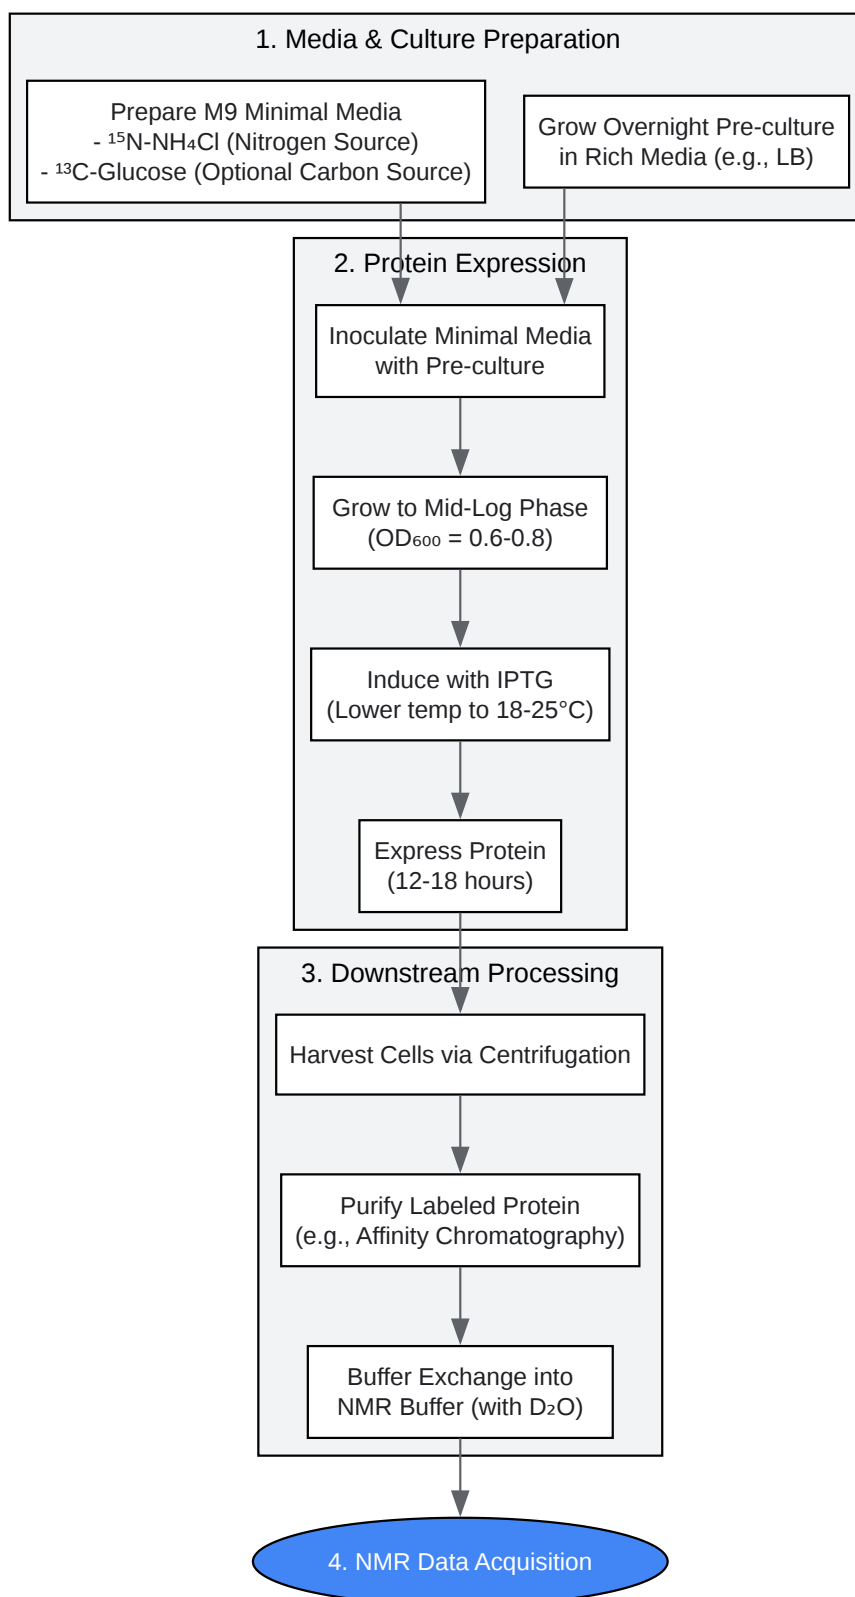 1. Media & Culture Preparation
Prepare M9 Minimal Media
- ¹⁵N-NH₄Cl (Nitrogen Source)
- ¹³C-Glucose (Optional Carbon Source)
Grow Overnight Pre-culture
in Rich Media (e.g., LB)
2. Protein Expression
Inoculate Minimal Media
with Pre-culture
Grow to Mid-Log Phase
(OD₆₀₀ = 0.6-0.8)
Induce with IPTG
(Lower temp to 18-25°C)
Express Protein
(12-18 hours)
3. Downstream Processing
Harvest Cells via Centrifugation
Purify Labeled Protein
(e.g., Affinity Chromatography)
Buffer Exchange into
NMR Buffer (with D₂O)
4. NMR Data Acquisition